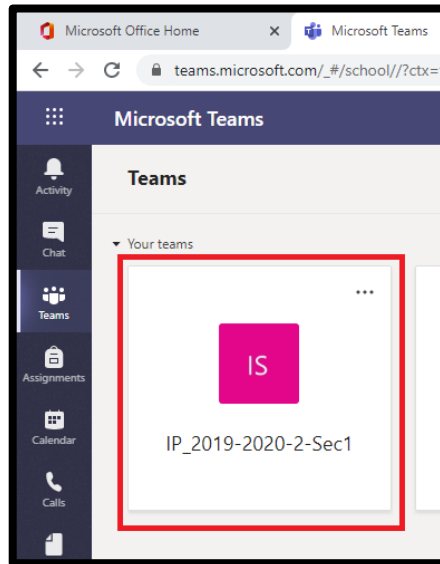 Microsoft Office Home
Microsoft Teams
teams.microsoft.com/_#/school//?ctx=
Microsoft Teams
Activity
Teams
Chat
Your teams
Teams
IS
Assignments
IP_2019-2020-2-Sec1
Calendar
Calls